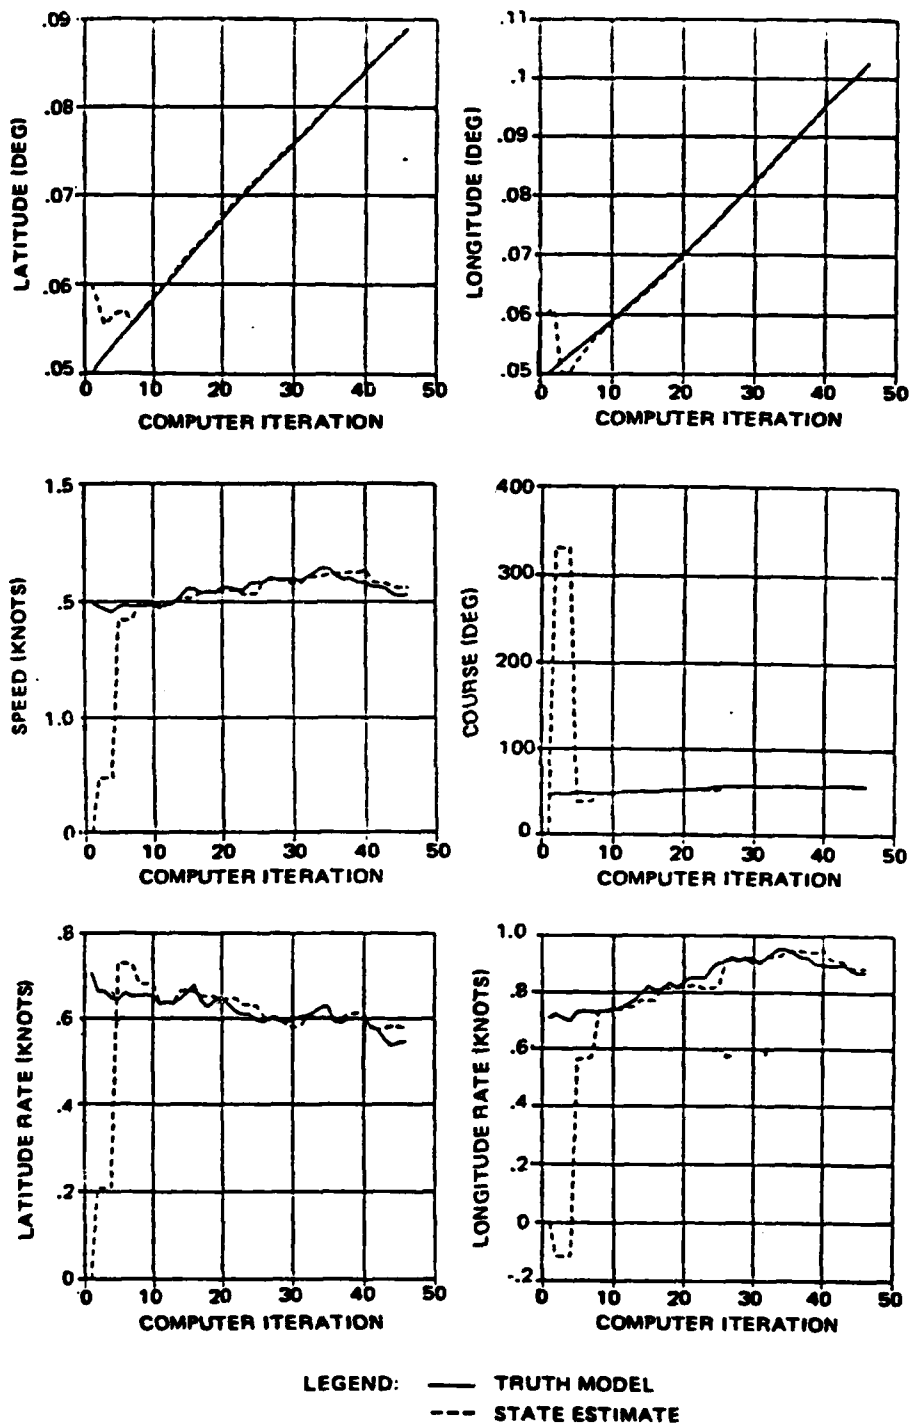 .09
.08
.07
.06
.05
LATITUDE (DEG)
0 10 20 30 40 50
COMPUTER ITERATION
.11
.1
.09
.08
.07
.06
.05
LONGITUDE (DEG)
0 10 20 30 40 50
COMPUTER ITERATION
1.5
.5
1.0
0
SPEED (KNOTS)
0 10 20 30 40 50
COMPUTER ITERATION
400
300
200
100
0
COURSE (DEG)
0 10 20 30 40 50
COMPUTER ITERATION
.8
.6
.4
.2
0
LATITUDE RATE (KNOTS)
0 10 20 30 40 50
COMPUTER ITERATION
1.0
.8
.6
.4
.2
0
-.2
LONGITUDE RATE (KNOTS)
0 10 20 30 40 50
COMPUTER ITERATION
LEGEND: TRUTH MODEL
STATE ESTIMATE